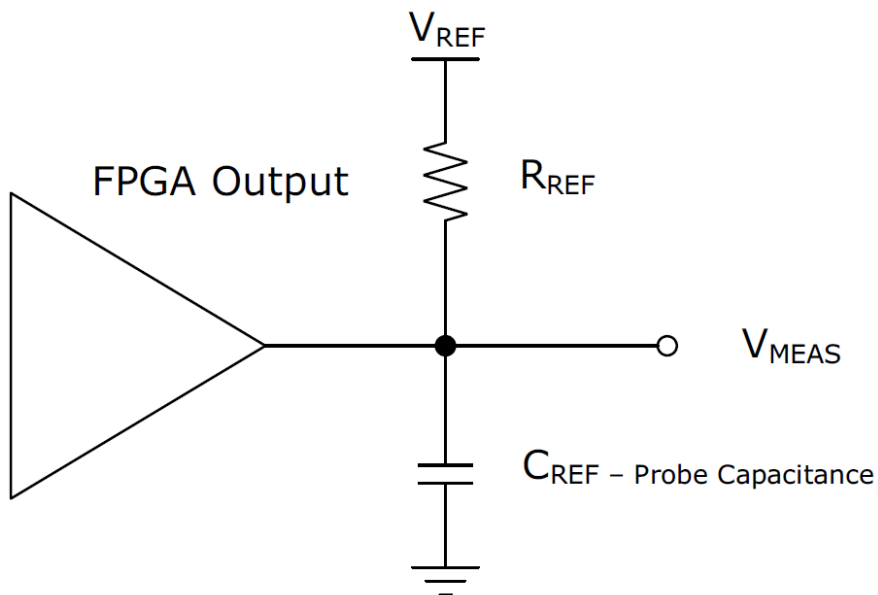 VREF
FPGA Output
RREF
VMEAS
CREF – Probe Capacitance